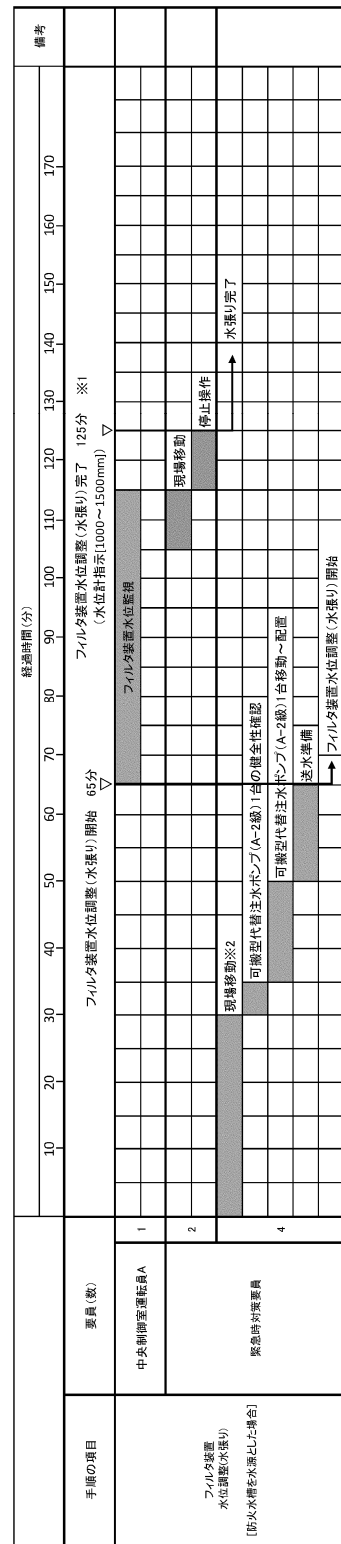 手順の項目
要員(数)
経過時間(分)
備考
10
20
30
40
50
60
70
80
90
100
110
120
130
140
150
160
170
フィルタ装置水位調整(水張り)開始 65分
フィルタ装置水位調整(水張り)完了 125分 ※1
(水位計指示[1000～1500mm])
フィルタ装置
水位調整(水張り)
[防火水槽を水源とした場合]
中央制御室運転員A
1
フィルタ装置水位監視
緊急時対策要員
2
現場移動
停止操作
水張り完了
4
現場移動※2
可搬型代替注水ポンプ(A-2級)1台の健全性確認
可搬型代替注水ポンプ(A-2級)1台移動～配置
送水準備
フィルタ装置水位調整(水張り)開始